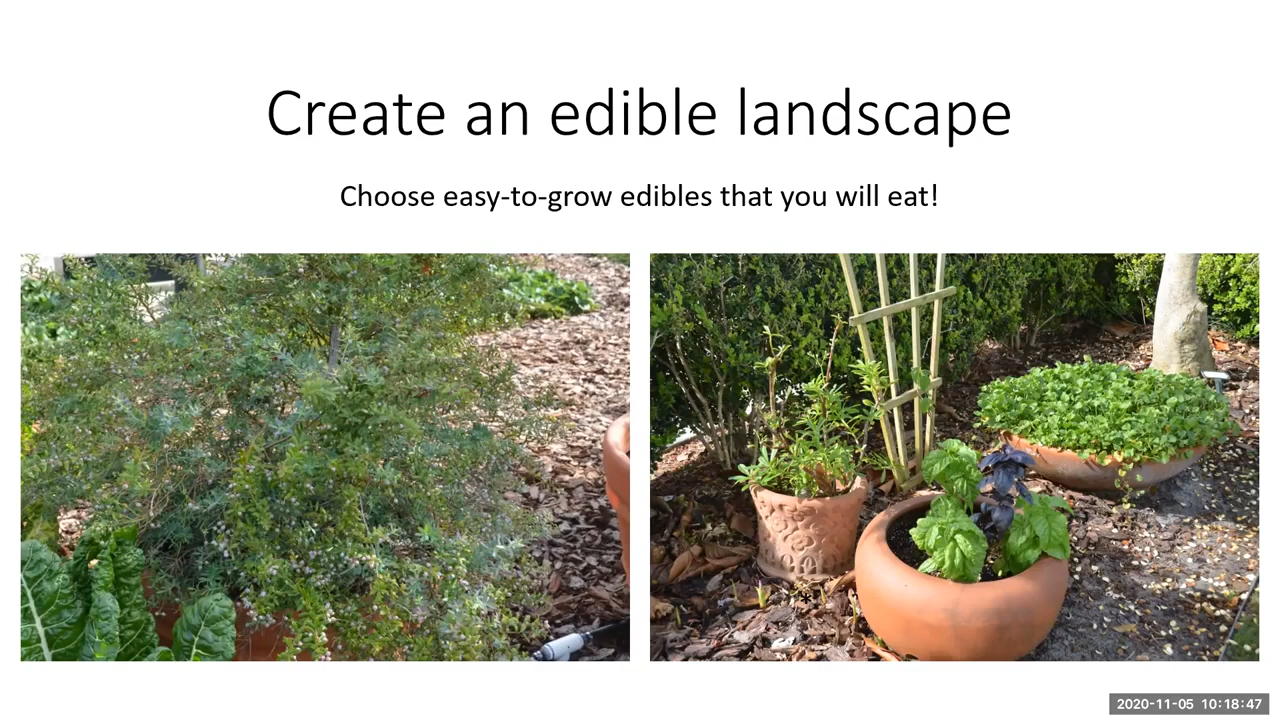 Create an edible landscape
Choose easy-to-grow edibles that you will eat!
2020-11-05 10:18:47